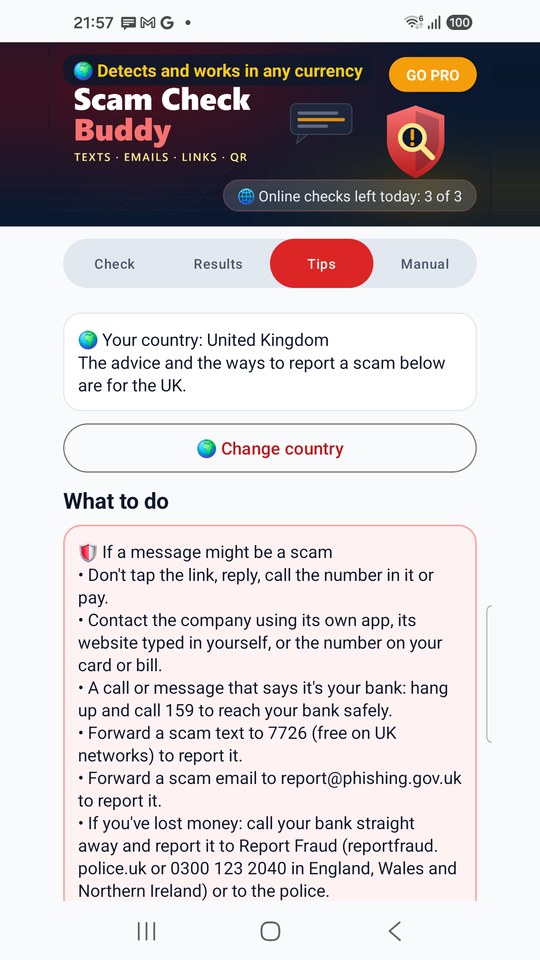 21:57
100
🌍 Detects and works in any currency
GO PRO
Scam Check
Buddy
TEXTS · EMAILS · LINKS · QR
🌐 Online checks left today: 3 of 3
Check
Results
Tips
Manual
🌍 Your country: United Kingdom
The advice and the ways to report a scam below
are for the UK.
🌍 Change country
What to do
🛡️ If a message might be a scam
• Don't tap the link, reply, call the number in it or
pay.
• Contact the company using its own app, its
website typed in yourself, or the number on your
card or bill.
• A call or message that says it's your bank: hang
up and call 159 to reach your bank safely.
• Forward a scam text to 7726 (free on UK
networks) to report it.
• Forward a scam email to report@phishing.gov.uk
to report it.
• If you've lost money: call your bank straight
away and report it to Report Fraud (reportfraud.
police.uk or 0300 123 2040 in England, Wales and
Northern Ireland) or to the police.